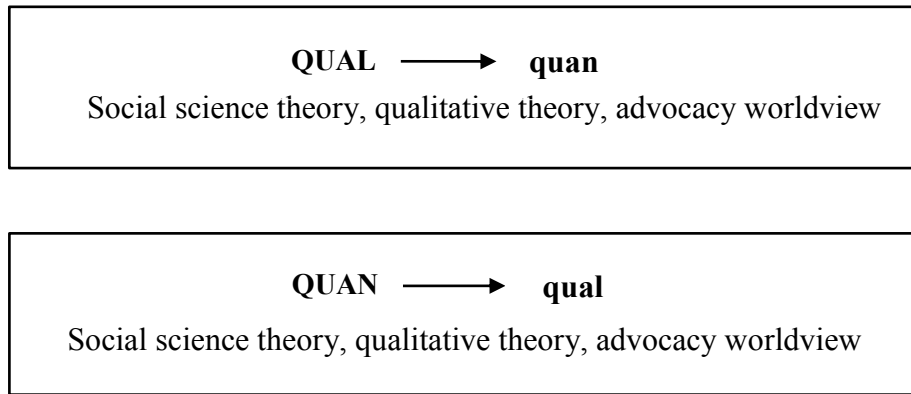 QUAL quan
Social science theory, qualitative theory, advocacy worldview
QUAN qual
Social science theory, qualitative theory, advocacy worldview